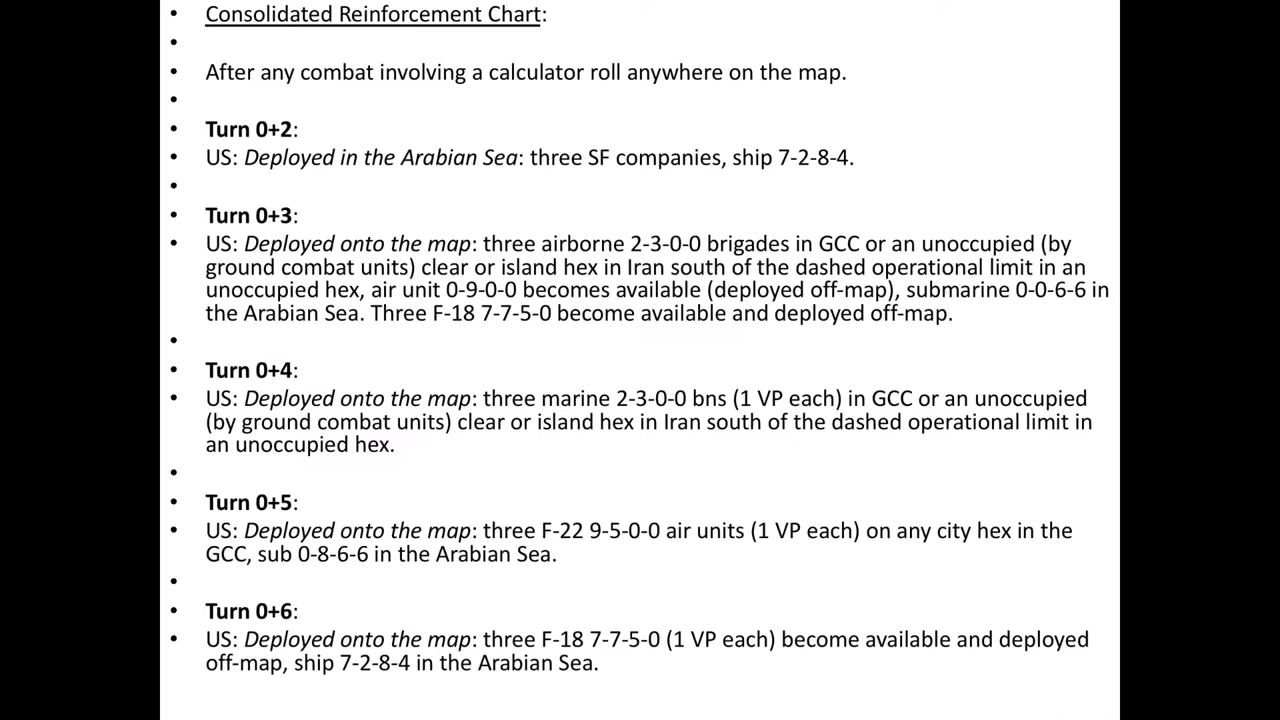 • Consolidated Reinforcement Chart:
•
• After any combat involving a calculator roll anywhere on the map.
•
• Turn 0+2:
• US: Deployed in the Arabian Sea: three SF companies, ship 7-2-8-4.
•
• Turn 0+3:
• US: Deployed onto the map: three airborne 2-3-0-0 brigades in GCC or an unoccupied (by
ground combat units) clear or island hex in Iran south of the dashed operational limit in an
unoccupied hex, air unit 0-9-0-0 becomes available (deployed off-map), submarine 0-0-6-6 in
the Arabian Sea. Three F-18 7-7-5-0 become available and deployed off-map.
•
• Turn 0+4:
• US: Deployed onto the map: three marine 2-3-0-0 bns (1 VP each) in GCC or an unoccupied
(by ground combat units) clear or island hex in Iran south of the dashed operational limit in
an unoccupied hex.
•
• Turn 0+5:
• US: Deployed onto the map: three F-22 9-5-0-0 air units (1 VP each) on any city hex in the
GCC, sub 0-8-6-6 in the Arabian Sea.
•
• Turn 0+6:
• US: Deployed onto the map: three F-18 7-7-5-0 (1 VP each) become available and deployed
off-map, ship 7-2-8-4 in the Arabian Sea.